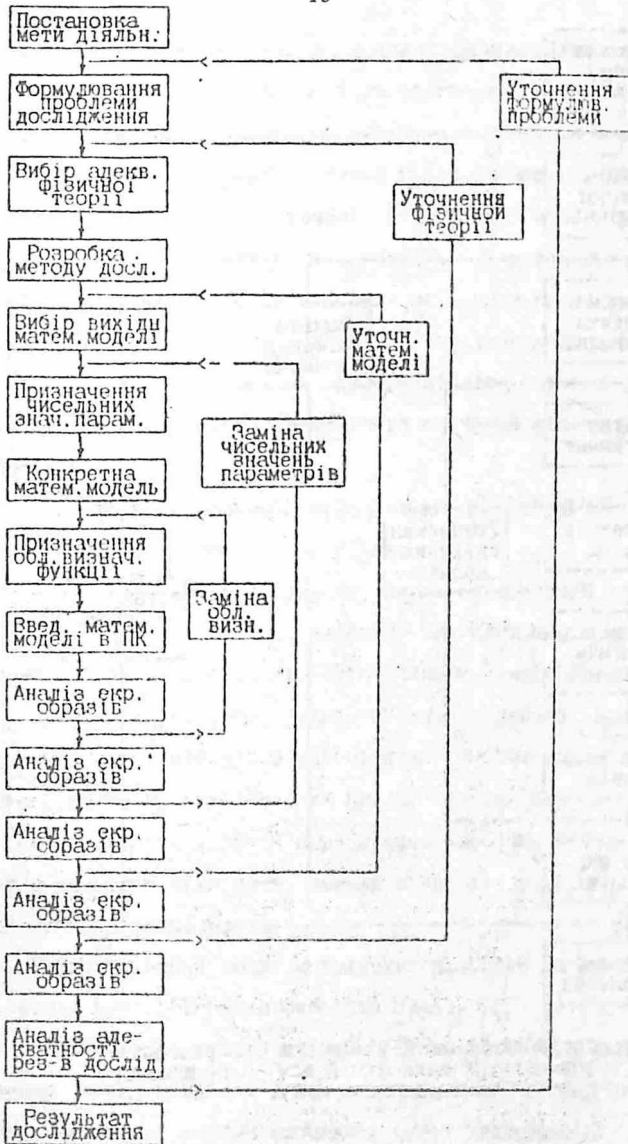 Постановка
мети діяльн.
Формулювання
проблеми
дослідження
Уточнення
формулюв.
проблеми
Вибір адекв.
фізичної
теорії
Уточнення
фізичної
теорії
Розробка
методу досл.
Вибір вихідн
матем.моделі
Уточн.
матем.
моделі
Призначення
чисельних
знач.парам.
Заміна
чисельних
значень
параметрів
Конкретна
матем.модель
Призначення
обл.визнач.
функції
Заміна
обл.
визн.
Введ. матем.
моделі в ПК
Аналіз екр.
образів
Аналіз екр.
образів
Аналіз екр.
образів
Аналіз екр.
образів
Аналіз екр.
образів
Аналіз аде-
кватності
рез-в дослід
Результат
дослідження